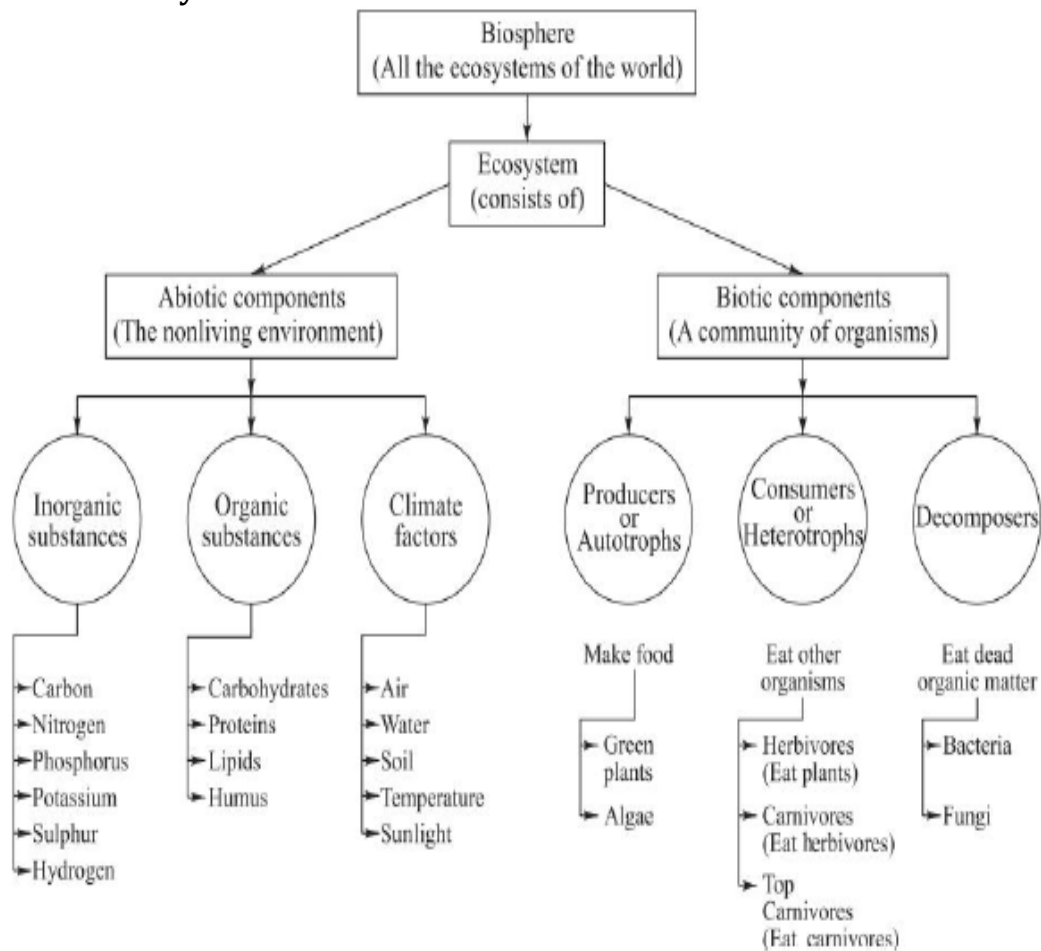 Biosphere
(All the ecosystems of the world)
Ecosystem
(consists of)
Abiotic components
(The nonliving environment)
Biotic components
(A community of organisms)
Inorganic
substances
Organic
substances
Climate
factors
Producers
or
Autotrophs
Consumers
or
Heterotrophs
Decomposers
Carbon
Nitrogen
Phosphorus
Potassium
Sulphur
Hydrogen
Carbohydrates
Proteins
Lipids
Humus
Air
Water
Soil
Temperature
Sunlight
Make food
Green
plants
Algae
Eat other
organisms
Herbivores
(Eat plants)
Carnivores
(Eat herbivores)
Top
Carnivores
(Eat carnivores)
Eat dead
organic matter
Bacteria
Fungi